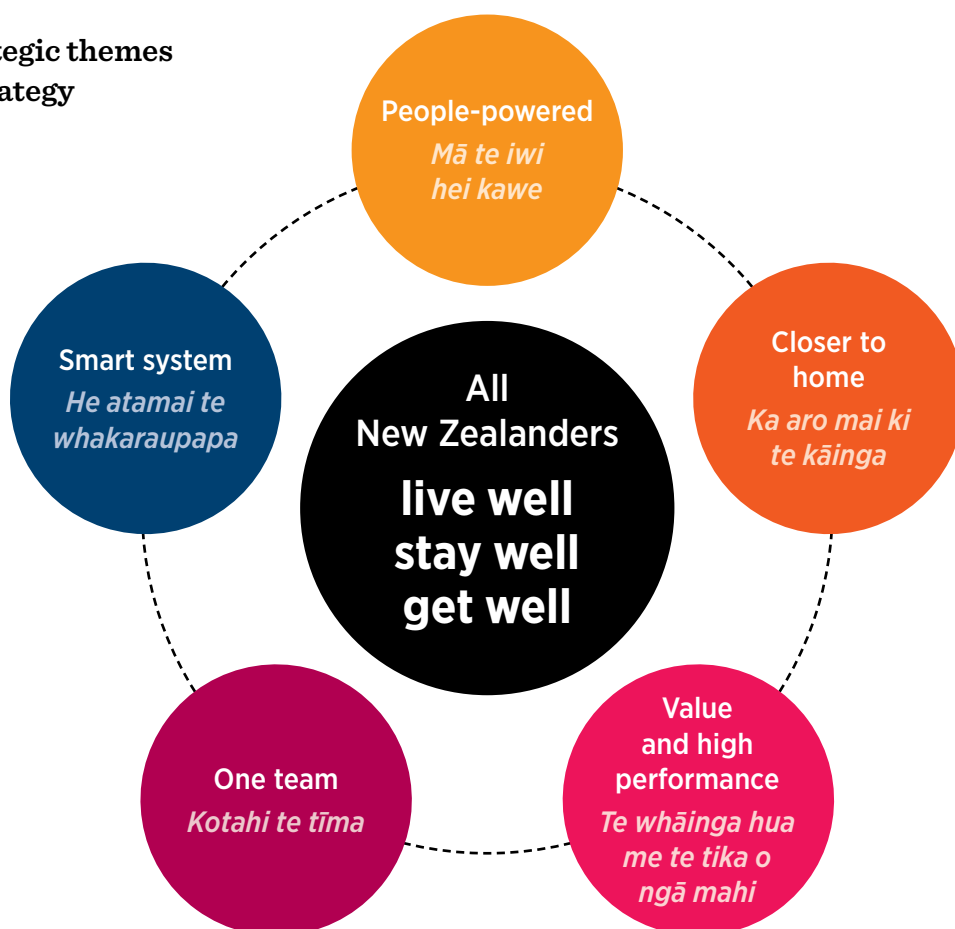 tegic themes
ategy
People-powered
Mā te iwi
hei kawe
Closer to
home
Ka aro mai ki
te kāinga
Value
and high
performance
Te whāinga hua
me te tika o
ngā mahi
One team
Kotahi te tīma
Smart system
He atamai te
whakaraupapa
All
New Zealanders
live well
stay well
get well